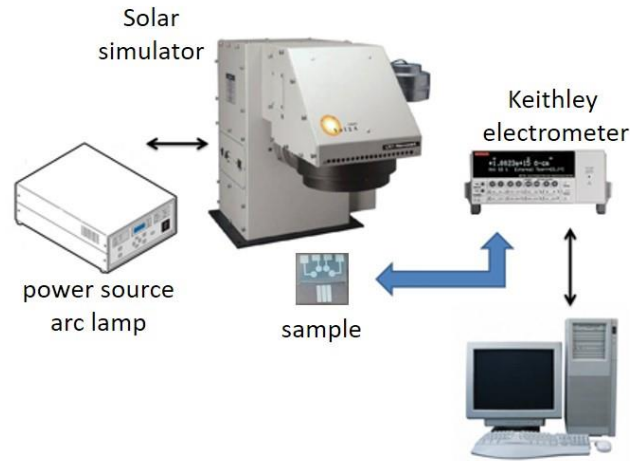 Solar
simulator
Keithley
electrometer
power source
arc lamp
sample